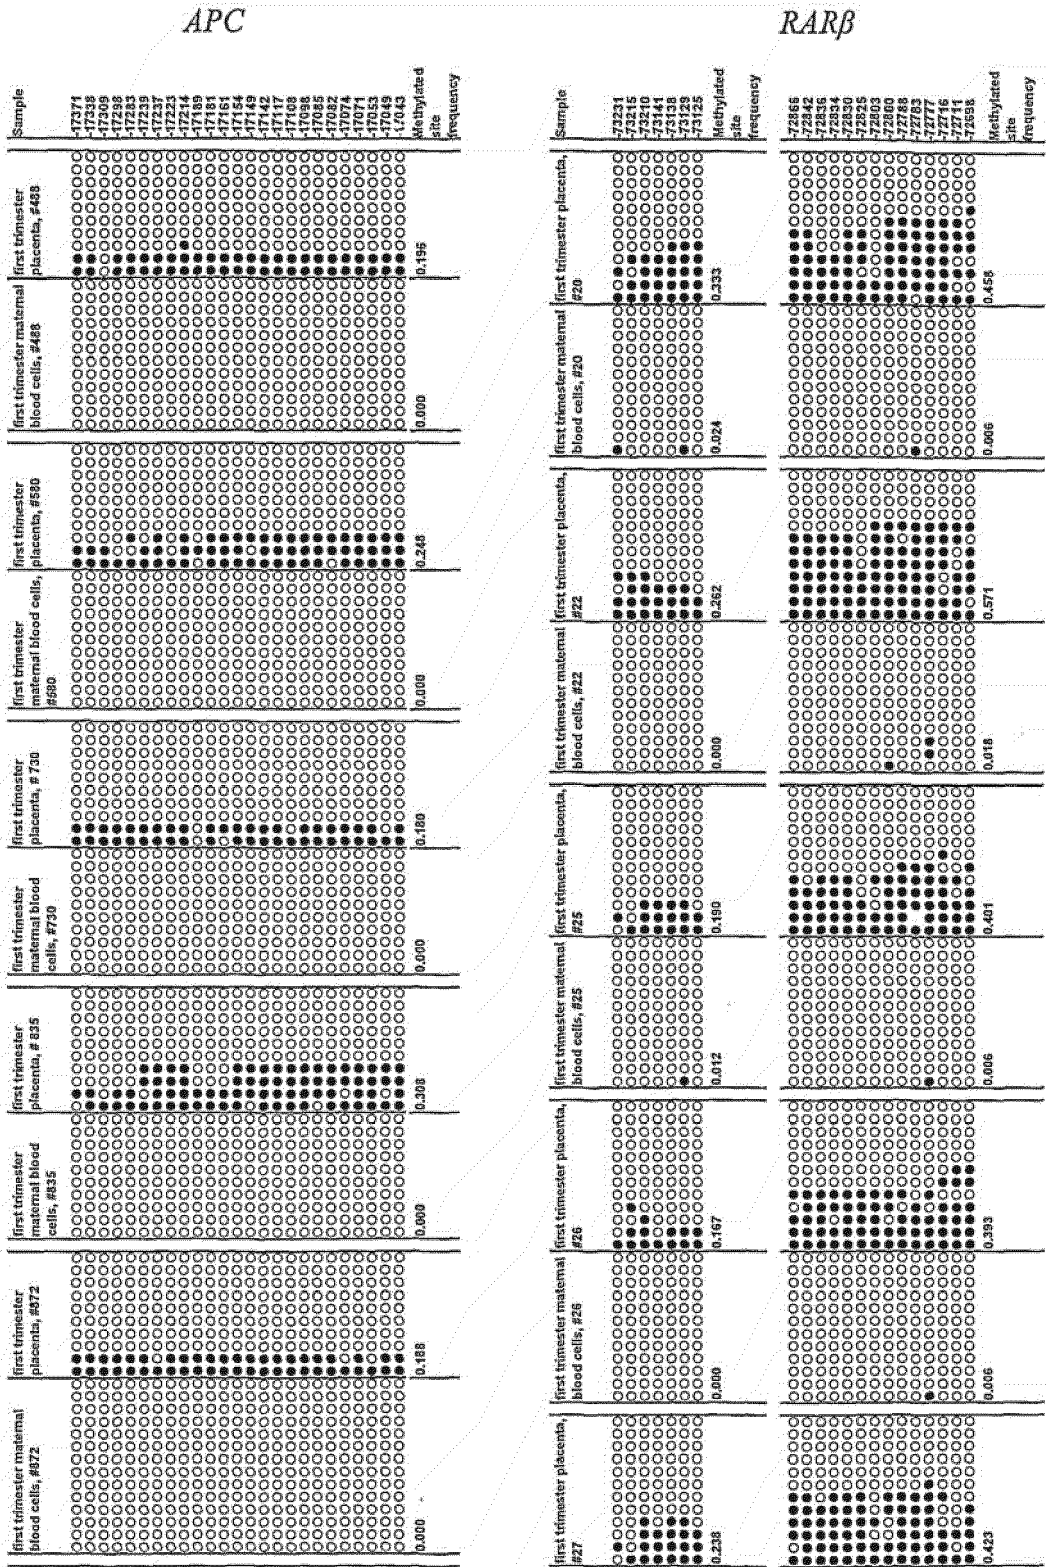 APC
RARβ
Sample
-17371
-17338
-17309
-17298
-17283
-17239
-17237
-17223
-17214
-17189
-17181
-17161
-17154
-17149
-17142
-17117
-17108
-17098
-17085
-17082
-17074
-17071
-17053
-17049
-17043
Methylated
site
frequency
first trimester
placenta, #488
0.196
first trimester maternal
blood cells, #488
0.000
first trimester
placenta, #580
0.248
first trimester
maternal blood cells,
#580
0.000
first trimester
placenta, # 730
0.180
first trimester
maternal blood
cells, #730
0.000
first trimester
placenta, # 835
0.308
first trimester
maternal blood
cells, #835
0.000
first trimester
placenta, #872
0.188
first trimester maternal
blood cells, #872
0.000
Sample
-73231
-73215
-73210
-73141
-73138
-73129
-73125
Methylated
site
frequency
-72866
-72842
-72836
-72834
-72830
-72825
-72803
-72788
-72783
-72777
-72716
-72711
-72698
Methylated
site
frequency
first trimester placenta,
#20
0.333
0.458
first trimester maternal
blood cells, #20
0.024
0.006
first trimester placenta,
#22
0.262
0.571
first trimester maternal
blood cells, #22
0.000
0.018
first trimester placenta,
#25
0.190
0.401
first trimester maternal
blood cells, #25
0.012
0.006
first trimester placenta,
#26
0.167
0.393
first trimester maternal
blood cells, #26
0.000
0.006
first trimester placenta,
#27
0.238
0.423